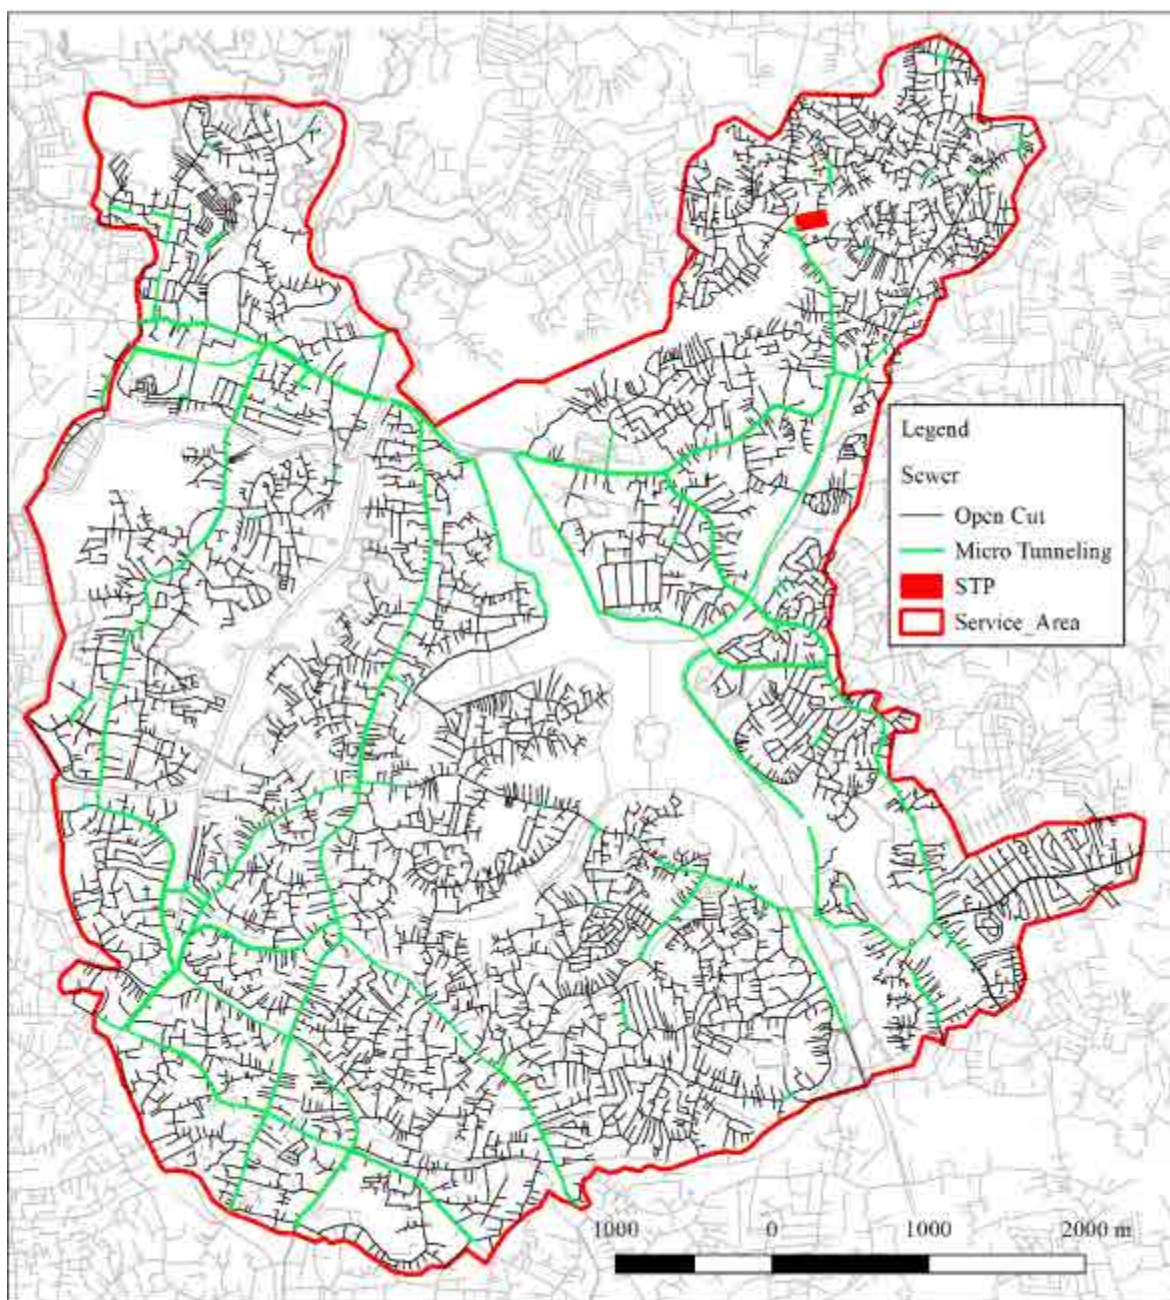 Legend
Sewer
Open Cut
Micro Tunneling
STP
Service_Area
1000 0 1000 2000 m